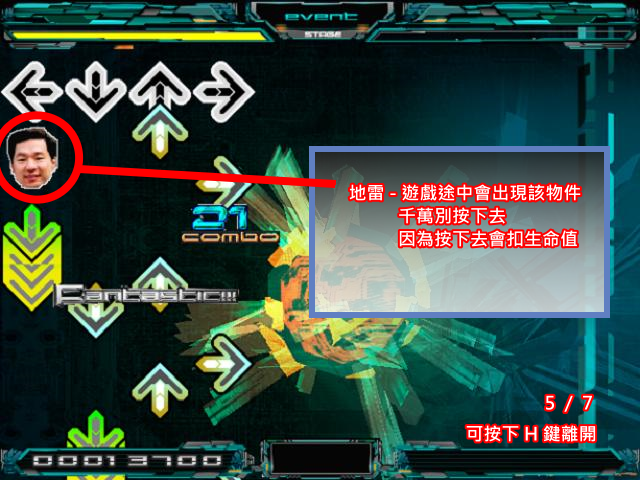 event
STAGE
地雷 - 遊戲途中會出現該物件
千萬別按下去
因為按下去會扣生命值
21
combo
Fantastic!!!
5 / 7
可按下 H 鍵離開
00013700